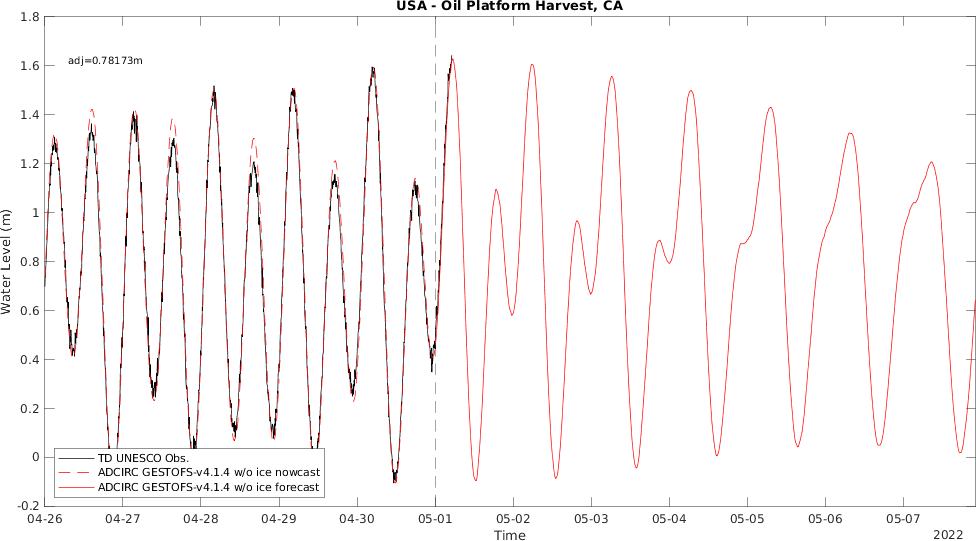 USA - Oil Platform Harvest, CA
1.8
1.6
1.4
1.2
1
0.8
0.6
0.4
0.2
0
-0.2
Water Level (m)
adj=0.78173m
TD UNESCO Obs.
ADCIRC GESTOFS-v4.1.4 w/o ice nowcast
ADCIRC GESTOFS-v4.1.4 w/o ice forecast
04-26 04-27 04-28 04-29 04-30 05-01 05-02 05-03 05-04 05-05 05-06 05-07
Time
2022